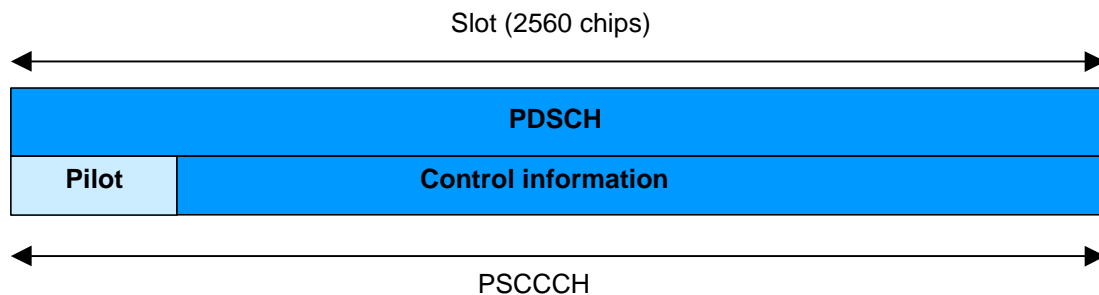 Slot (2560 chips)
PDSCH
Pilot Control information
PSCCCH